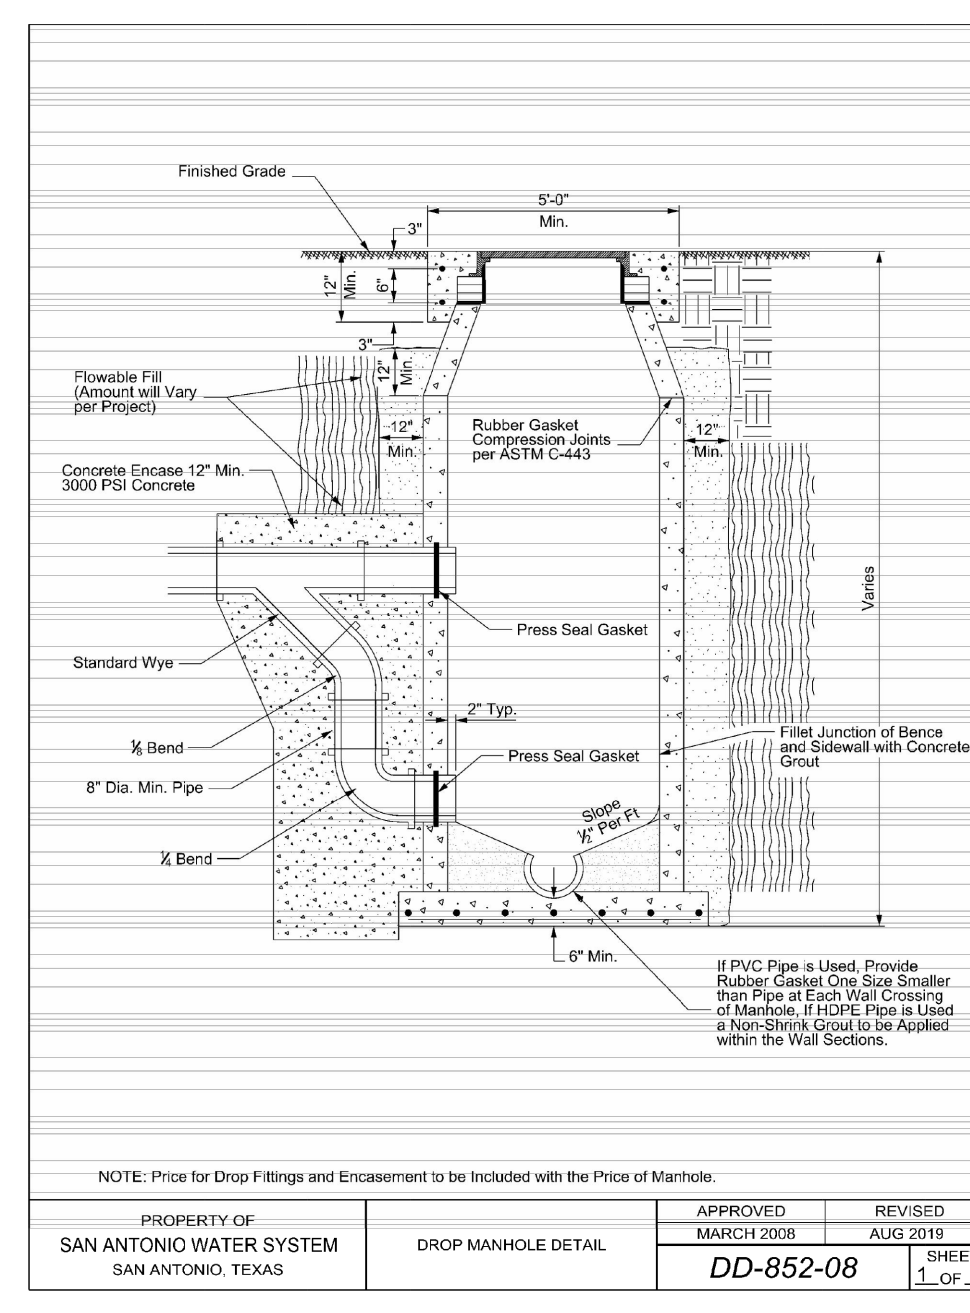 Finished Grade
5'-0"
Min.
3"
12"
Min.
6"
3"
12"
Min.
Flowable Fill
(Amount will Vary
per Project)
12"
Min.
Rubber Gasket
Compression Joints
per ASTM C-443
12"
Min.
Concrete Encase 12" Min.
3000 PSI Concrete
Varies
Press Seal Gasket
Standard Wye
2" Typ.
⅛ Bend
Press Seal Gasket
Fillet Junction of Bence
and Sidewall with Concrete
Grout
8" Dia. Min. Pipe
Slope
½" Per Ft
¼ Bend
6" Min.
If PVC Pipe is Used, Provide
Rubber Gasket One Size Smaller
than Pipe at Each Wall Crossing
of Manhole, If HDPE Pipe is Used
a Non-Shrink Grout to be Applied
within the Wall Sections.
NOTE: Price for Drop Fittings and Encasement to be Included with the Price of Manhole.
PROPERTY OF
SAN ANTONIO WATER SYSTEM
SAN ANTONIO, TEXAS
DROP MANHOLE DETAIL
APPROVED
MARCH 2008
REVISED
AUG 2019
DD-852-08
SHEE
1 OF